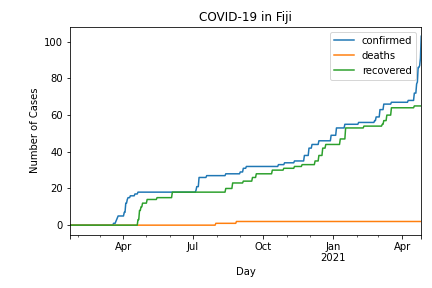 COVID-19 in Fiji
confirmed
deaths
recovered
Number of Cases
100
80
60
40
20
0
Apr
Jul
Oct
Jan
2021
Apr
Day